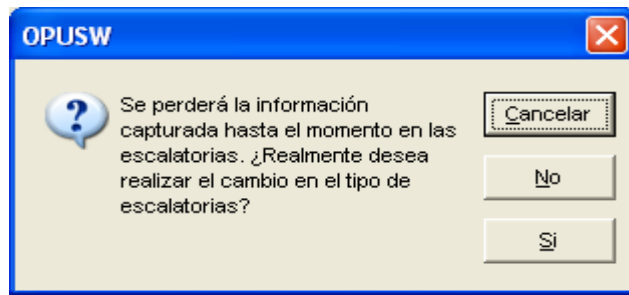 OPUSW
Se perderá la información
capturada hasta el momento en las
escalatorias. ¿Realmente desea
realizar el cambio en el tipo de
escalatorias?
Cancelar
No
Si